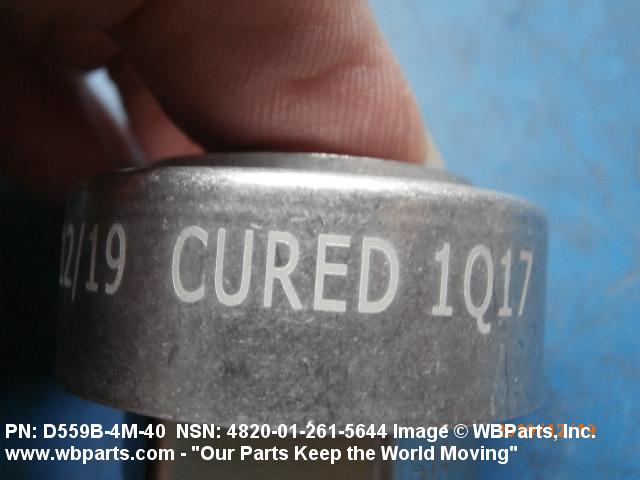 12/19 CURED 1Q17
PN: D559B-4M-40 NSN: 4820-01-261-5644 Image © WBParts, Inc.
www.wbparts.com - "Our Parts Keep the World Moving"